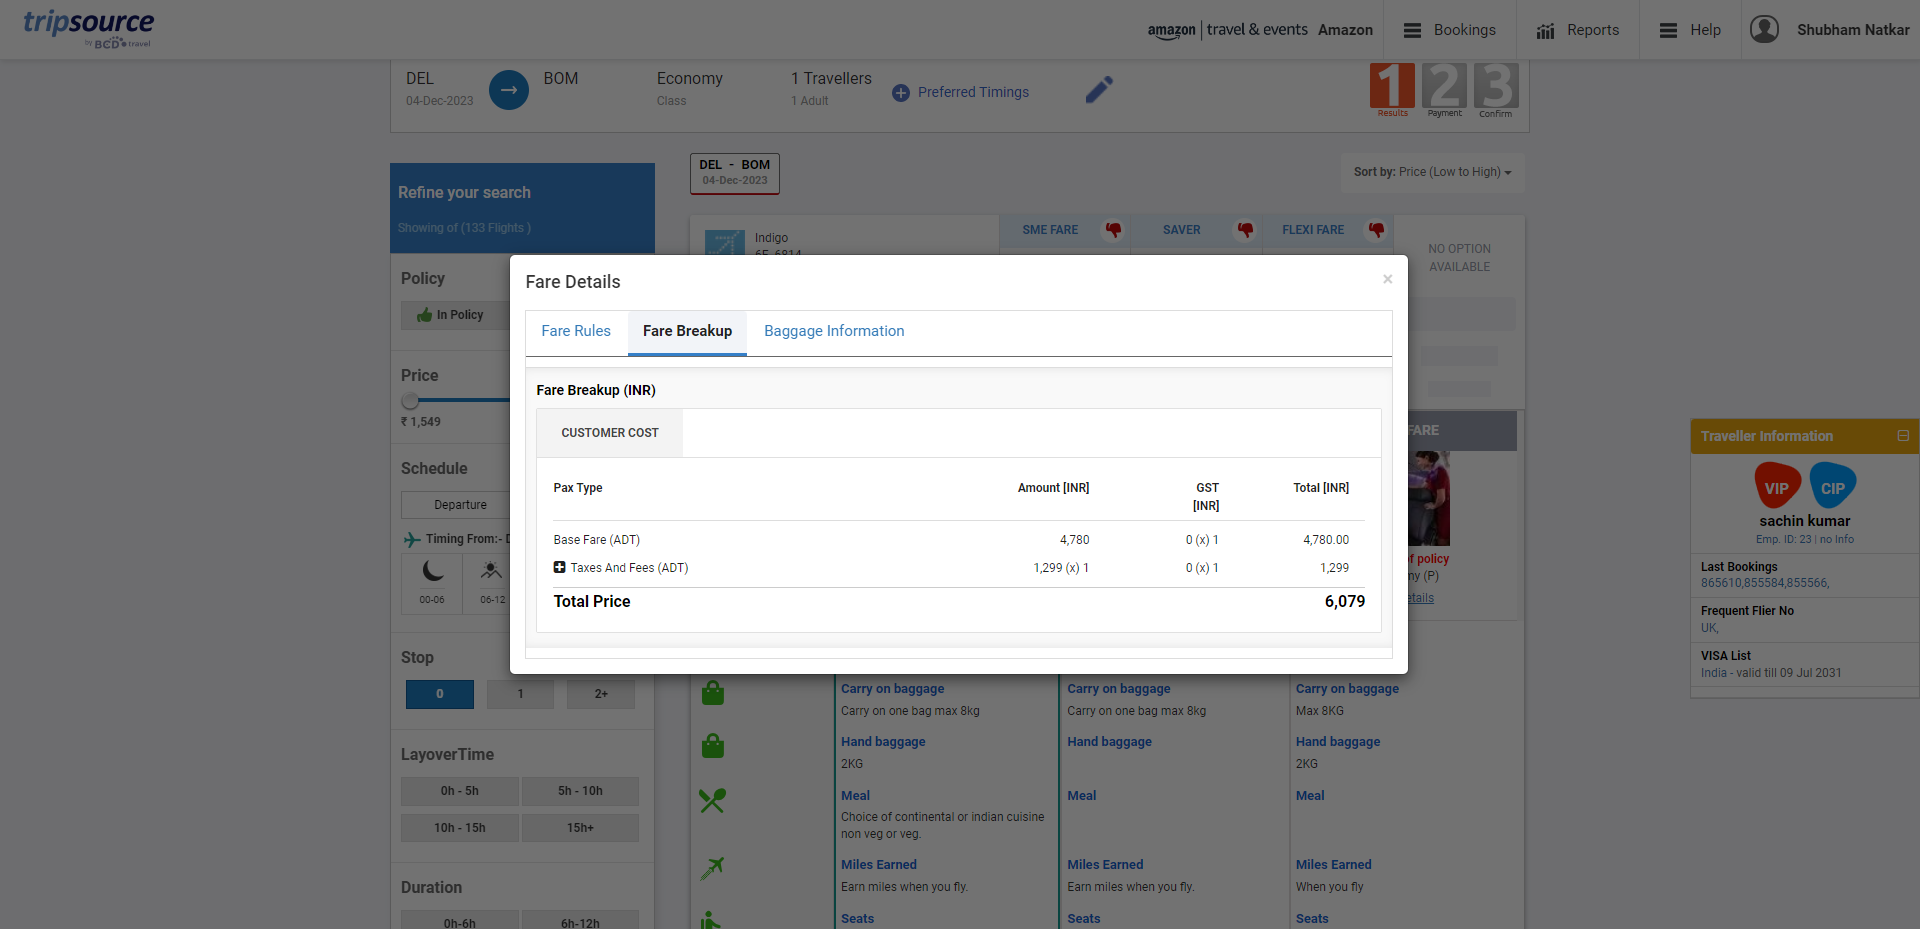 tripsource
by BCD travel
amazon | travel & events Amazon
Bookings
Reports
Help
Shubham Natkar
DEL
04-Dec-2023
BOM
Economy
Class
1 Travellers
1 Adult
Preferred Timings
1 2 3
Results Payment Confirm
Refine your search
Showing of (133 Flights )
DEL - BOM
04-Dec-2023
Sort by: Price (Low to High)
Indigo
6E-6814
SME FARE
SAVER
FLEXI FARE
NO OPTION
AVAILABLE
Policy
In Policy
Price
₹ 1,549
Schedule
Departure
Timing From:- D
00-06
06-12
Stop
0 1 2+
LayoverTime
0h - 5h 5h - 10h
10h - 15h 15h+
Duration
0h-6h 6h-12h
Fare Details ×
Fare Rules Fare Breakup Baggage Information
Fare Breakup (INR)
CUSTOMER COST
Pax Type Amount [INR] GST [INR] Total [INR]
Base Fare (ADT) 4,780 0 (x) 1 4,780.00
Taxes And Fees (ADT) 1,299 (x) 1 0 (x) 1 1,299
Total Price 6,079
FARE
f policy
ny (P)
etails
Carry on baggage Carry on baggage Carry on baggage
Carry on one bag max 8kg Carry on one bag max 8kg Max 8KG
Hand baggage Hand baggage Hand baggage
2KG 2KG
Meal Meal Meal
Choice of continental or indian cuisine
non veg or veg.
Miles Earned Miles Earned Miles Earned
Earn miles when you fly. Earn miles when you fly. When you fly
Seats Seats Seats
Traveller Information
VIP CIP
sachin kumar
Emp. ID: 23 | no Info
Last Bookings
865610,855584,855566,
Frequent Flier No
UK,
VISA List
India - valid till 09 Jul 2031